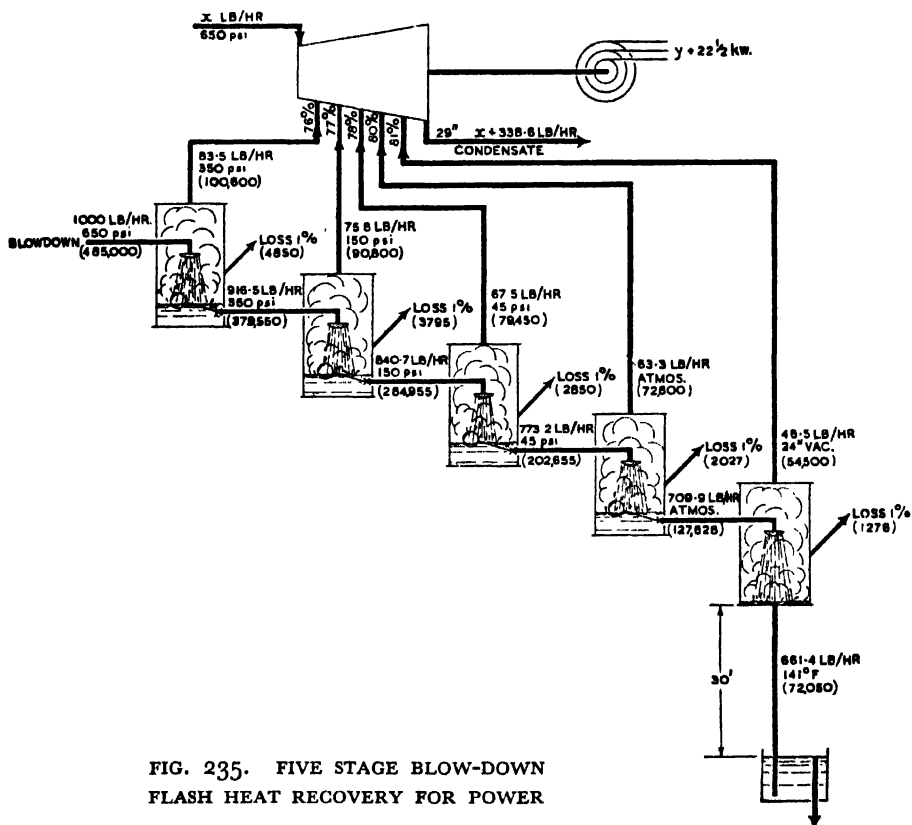 x LB/HR
650 psi
y + 22 ½ kw.
76%
77%
78%
80%
81%
29" x + 338·6 LB/HR
CONDENSATE
83·5 LB/HR
350 psi
(100,600)
1000 LB/HR.
650 psi
BLOWDOWN
(485,000)
LOSS 1%
(4850)
916·5 LB/HR
350 psi
(379,550)
75 8 LB/HR
150 psi
(90,800)
LOSS 1%
(3795)
840·7 LB/HR
150 psi
(284,955)
67 5 LB/HR
45 psi
(79,450)
LOSS 1%
(2850)
773 2 LB/HR
45 psi
(202,655)
63·3 LB/HR
ATMOS.
(72,800)
LOSS 1%
(2027)
709·9 LB/HR
ATMOS.
(127,828)
48·5 LB/HR
24" VAC.
(54,500)
LOSS 1%
(1278)
30'
661·4 LB/HR
141°F
(72,050)
FIG. 235. FIVE STAGE BLOW-DOWN
FLASH HEAT RECOVERY FOR POWER